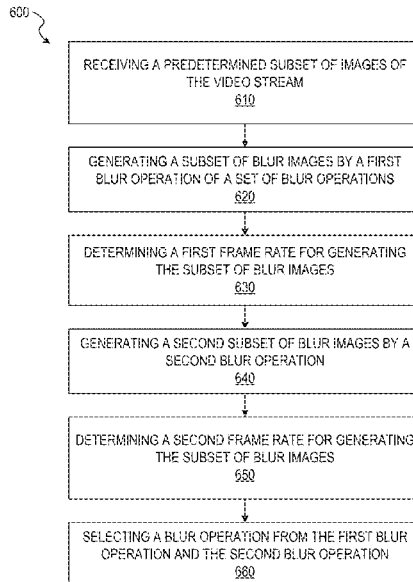 600
RECEIVING A PREDETERMINED SUBSET OF IMAGES OF
THE VIDEO STREAM
610
GENERATING A SUBSET OF BLUR IMAGES BY A FIRST
BLUR OPERATION OF A SET OF BLUR OPERATIONS
620
DETERMINING A FIRST FRAME RATE FOR GENERATING
THE SUBSET OF BLUR IMAGES
630
GENERATING A SECOND SUBSET OF BLUR IMAGES BY A
SECOND BLUR OPERATION
640
DETERMINING A SECOND FRAME RATE FOR GENERATING
THE SUBSET OF BLUR IMAGES
650
SELECTING A BLUR OPERATION FROM THE FIRST BLUR
OPERATION AND THE SECOND BLUR OPERATION
660